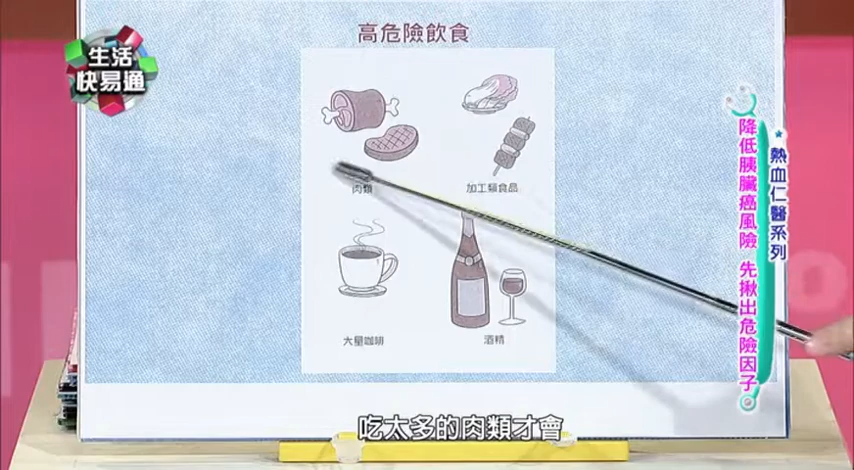 高危險飲食
生活
快易通
肉類
加工類食品
大量咖啡
酒精
熱血仁醫系列
降低胰臟癌風險 先揪出危險因子
吃太多的肉類才會